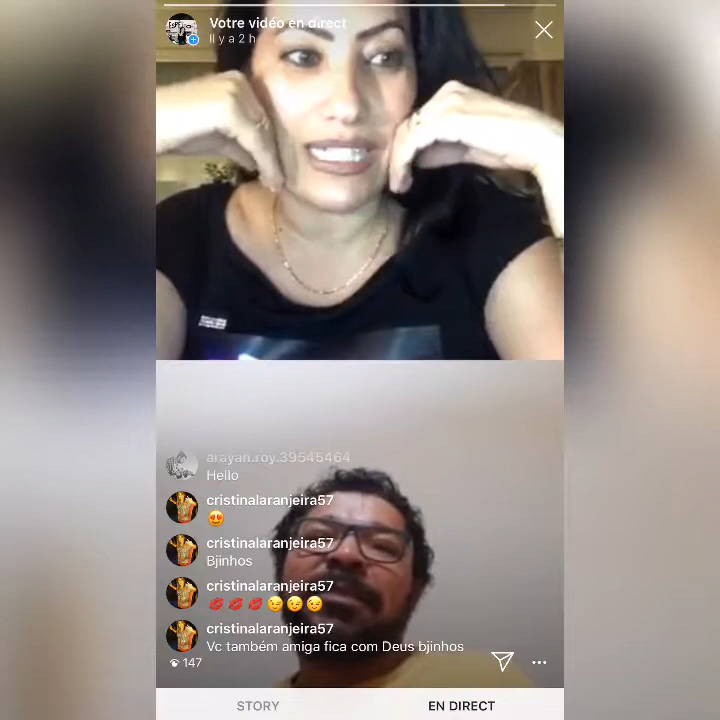 Votre vidéo en direct
Il y a 2 h
arayan.roy.39545464
Hello
cristinalaranjeira57
😍
cristinalaranjeira57
Bjinhos
cristinalaranjeira57
💋💋💋😉😉😉
cristinalaranjeira57
Vc também amiga fica com Deus bjinhos
147
STORY
EN DIRECT